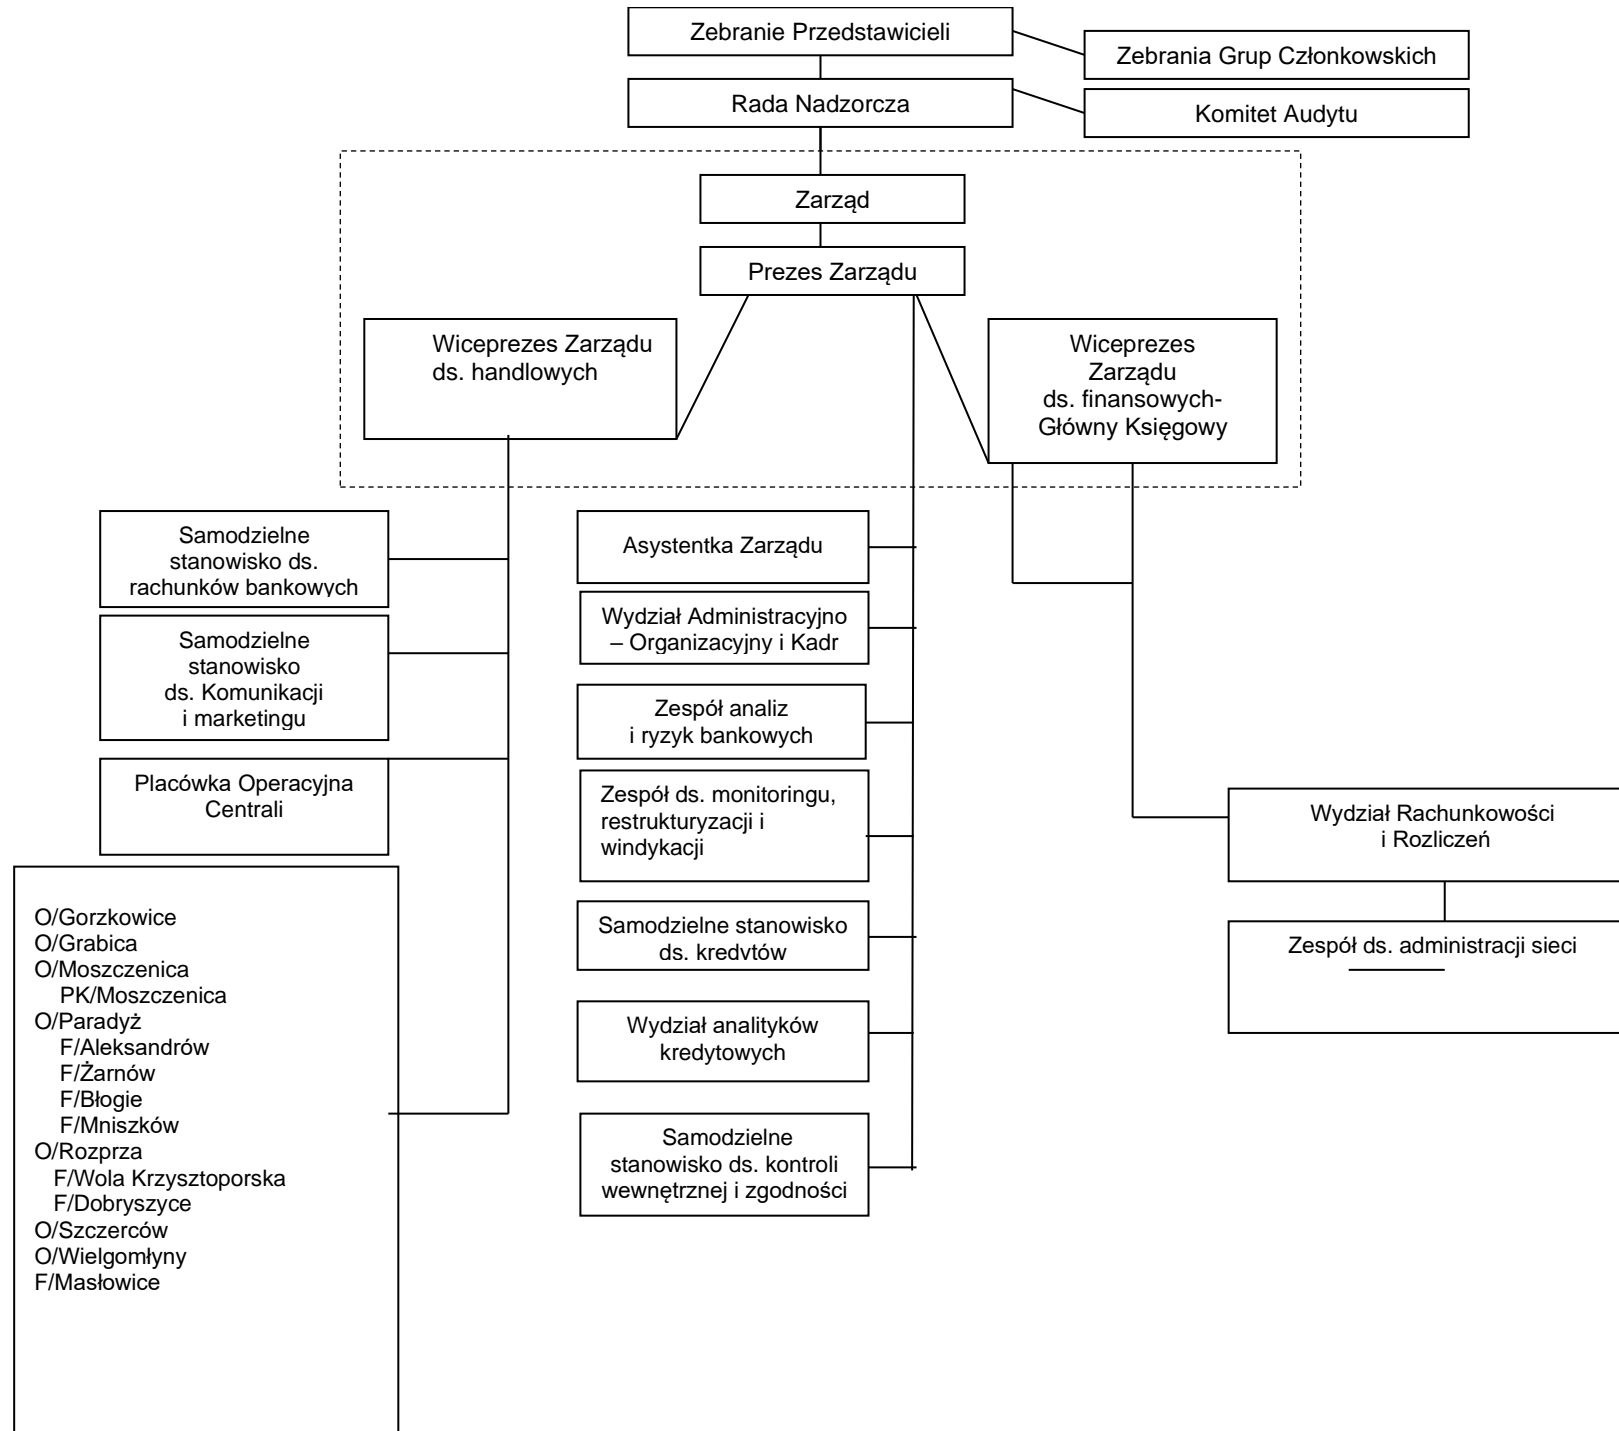 Zebranie Przedstawicieli
Zebrania Grup Członkowskich
Rada Nadzorcza
Komitet Audytu
Zarząd
Prezes Zarządu
Wiceprezes Zarządu
ds. handlowych
Wiceprezes
Zarządu
ds. finansowych-
Główny Księgowy
Samodzielne
stanowisko ds.
rachunków bankowych
Samodzielne
stanowisko
ds. Komunikacji
i marketingu
Placówka Operacyjna
Centrali
O/Gorzkowice
O/Grabica
O/Moszczenica
PK/Moszczenica
O/Paradyż
F/Aleksandrów
F/Żarnów
F/Błogie
F/Mniszków
O/Rozprza
F/Wola Krzysztoporska
F/Dobryszyce
O/Szczerców
O/Wielgomłyny
F/Masłowice
Asystentka Zarządu
Wydział Administracyjno
– Organizacyjny i Kadr
Zespół analiz
i ryzyk bankowych
Zespół ds. monitoringu,
restrukturyzacji i
windykacji
Samodzielne stanowisko
ds. kredytów
Wydział analityków
kredytowych
Samodzielne
stanowisko ds. kontroli
wewnętrznej i zgodności
Wydział Rachunkowości
i Rozliczeń
Zespół ds. administracji sieci